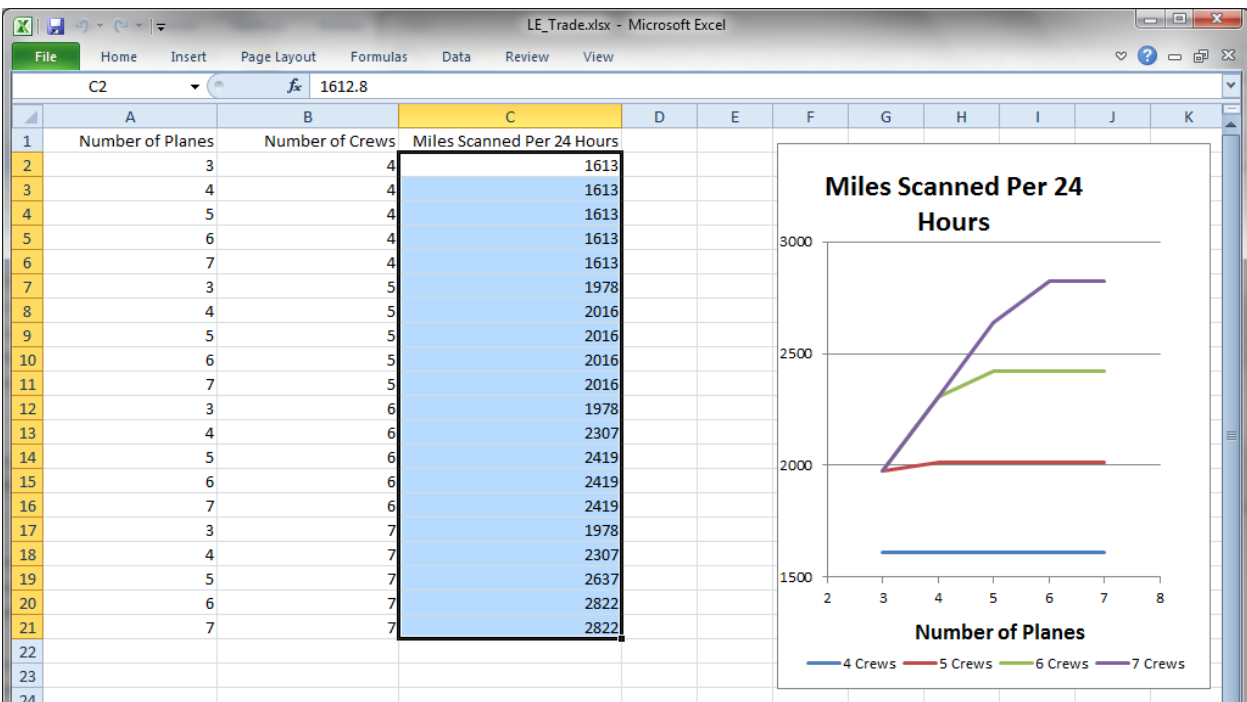 LE_Trade.xlsx - Microsoft Excel
File Home Insert Page Layout Formulas Data Review View
C2 fx 1612.8
A B C D E F G H I J K
1 Number of Planes Number of Crews Miles Scanned Per 24 Hours
2 3 4 1613
3 4 4 1613
4 5 4 1613
5 6 4 1613
6 7 4 1613
7 3 5 1978
8 4 5 2016
9 5 5 2016
10 6 5 2016
11 7 5 2016
12 3 6 1978
13 4 6 2307
14 5 6 2419
15 6 6 2419
16 7 6 2419
17 3 7 1978
18 4 7 2307
19 5 7 2637
20 6 7 2822
21 7 7 2822
22
23
24
Miles Scanned Per 24
Hours
3000
2500
2000
1500
2 3 4 5 6 7 8
Number of Planes
4 Crews 5 Crews 6 Crews 7 Crews